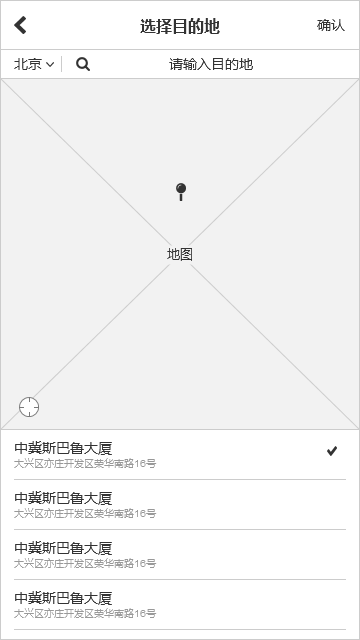 选择目的地
确认
北京
请输入目的地
地图
中冀斯巴鲁大厦
大兴区亦庄开发区荣华南路16号
中冀斯巴鲁大厦
大兴区亦庄开发区荣华南路16号
中冀斯巴鲁大厦
大兴区亦庄开发区荣华南路16号
中冀斯巴鲁大厦
大兴区亦庄开发区荣华南路16号